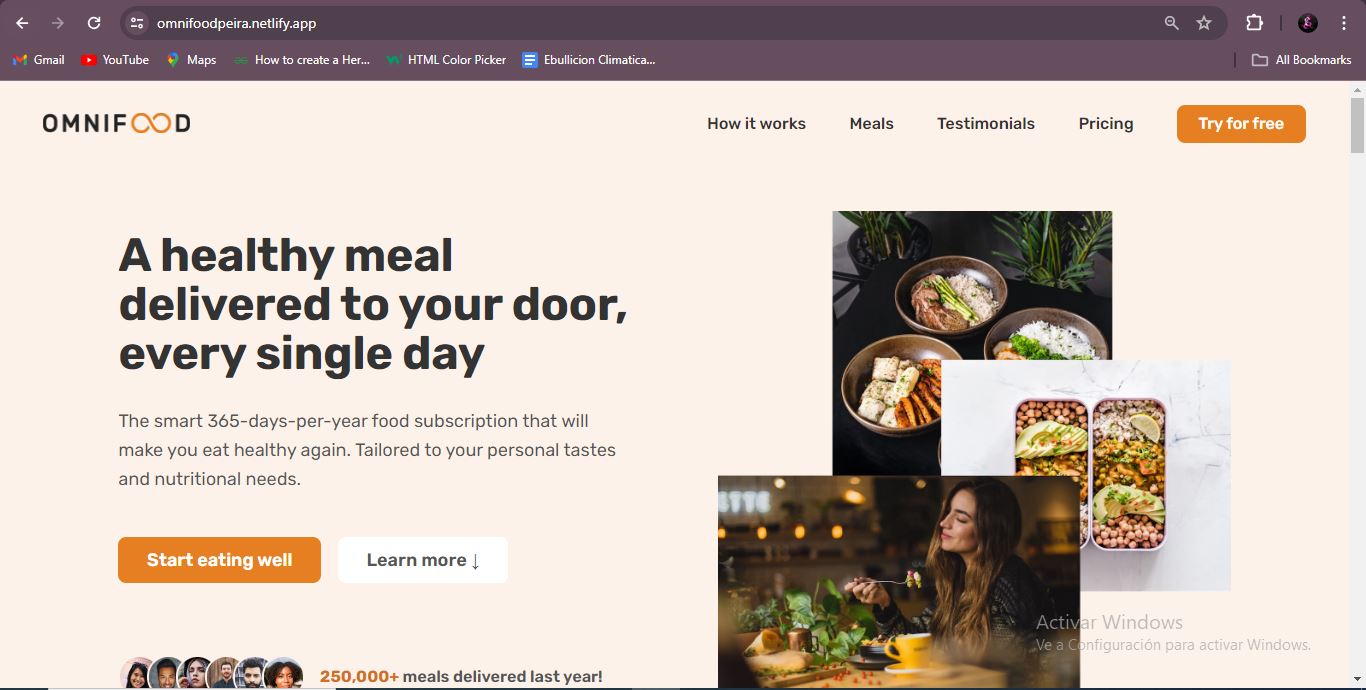 omnifoodpeira.netlify.app
Gmail YouTube Maps How to create a Her... HTML Color Picker Ebullicion Climatica... All Bookmarks
OMNIFOOD How it works Meals Testimonials Pricing Try for free
A healthy meal
delivered to your door,
every single day
The smart 365-days-per-year food subscription that will
make you eat healthy again. Tailored to your personal tastes
and nutritional needs.
Start eating well Learn more ↓
250,000+ meals delivered last year!
Activar Windows
Ve a Configuración para activar Windows.